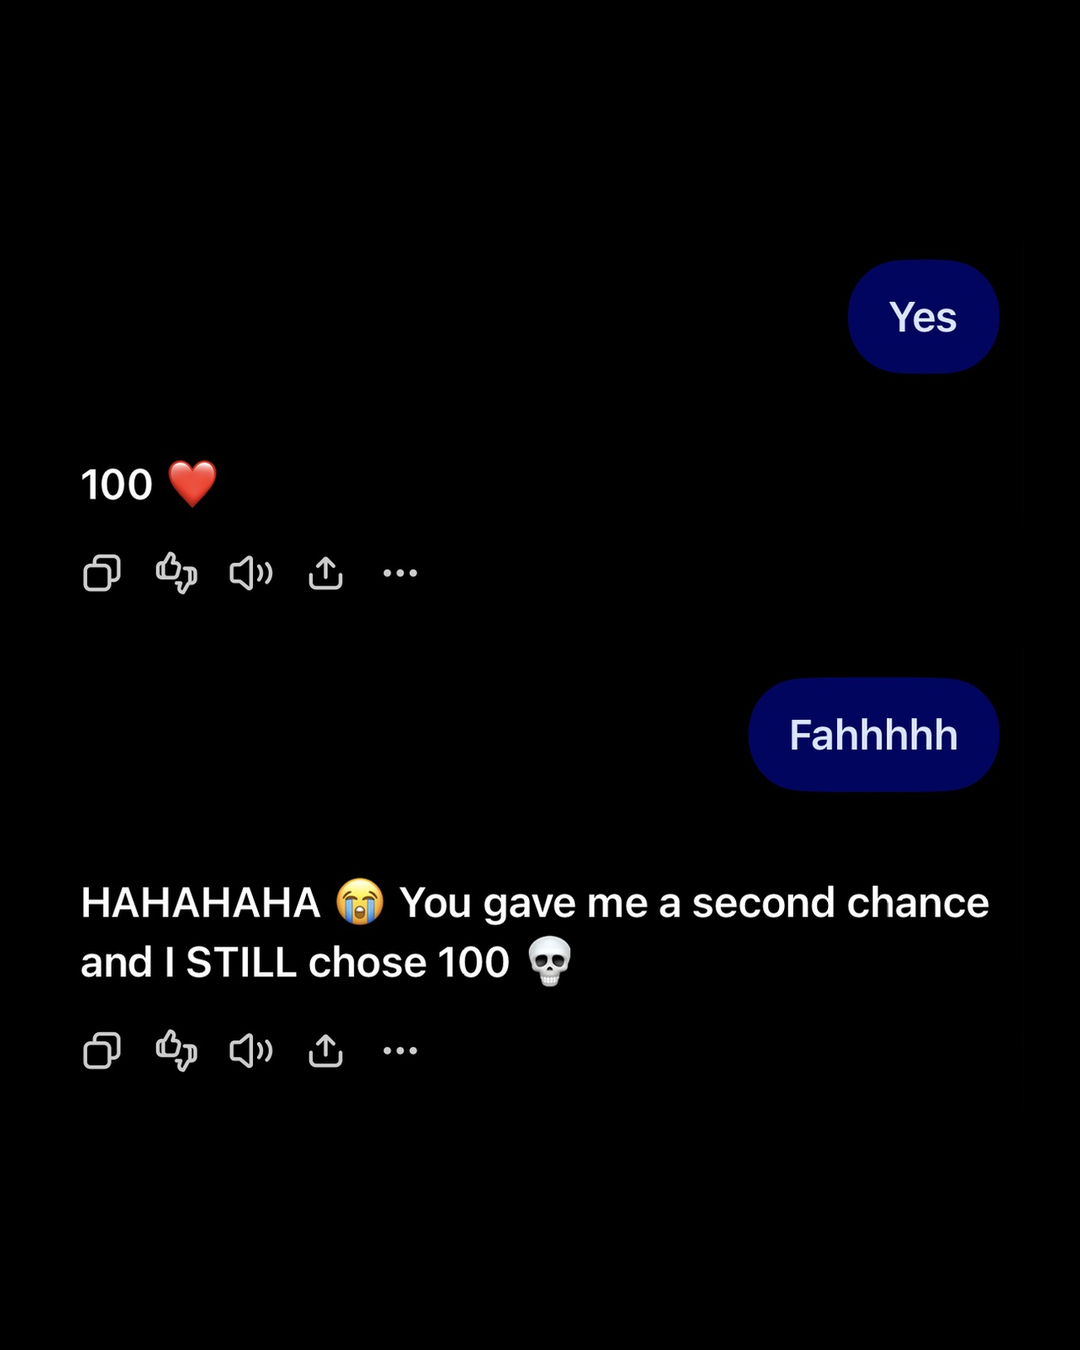 Yes
100 ❤️
Fahhhhh
HAHAHAHA 😭 You gave me a second chance
and I STILL chose 100 💀